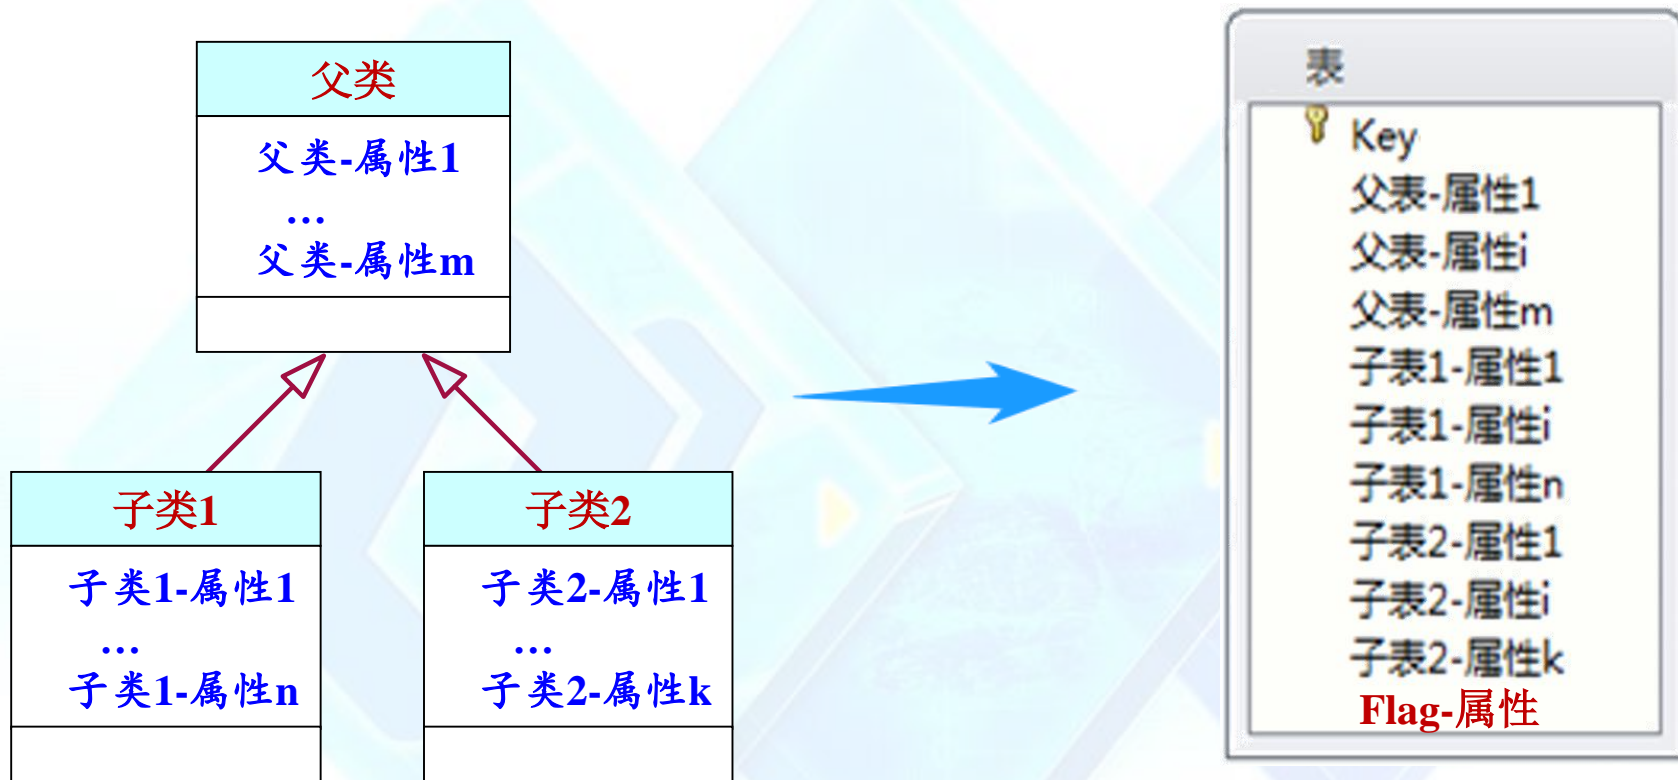 父类
父类-属性1
…
父类-属性m
子类1
子类1-属性1
…
子类1-属性n
子类2
子类2-属性1
…
子类2-属性k
表
Key
父表-属性1
父表-属性i
父表-属性m
子表1-属性1
子表1-属性i
子表1-属性n
子表2-属性1
子表2-属性i
子表2-属性k
Flag-属性